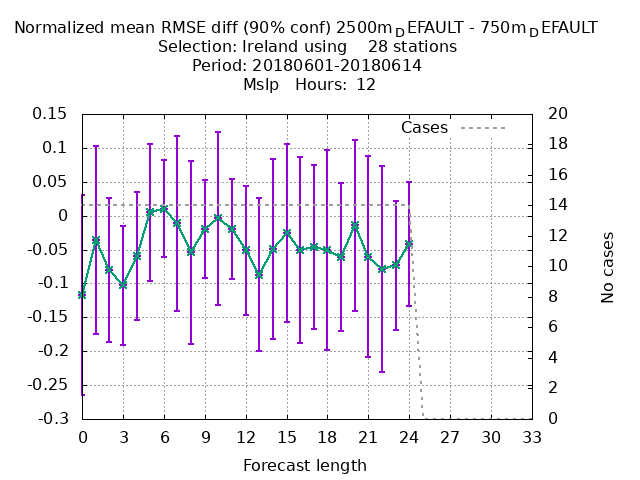 Normalized mean RMSE diff (90% conf) 2500m_DEFAULT - 750m_DEFAULT
Selection: Ireland using 28 stations
Period: 20180601-20180614
Mslp Hours: 12
Cases
0.15
0.1
0.05
0
-0.05
-0.1
-0.15
-0.2
-0.25
-0.3
20
18
16
14
12
10
8
6
4
2
0
No cases
0 3 6 9 12 15 18 21 24 27 30 33
Forecast length